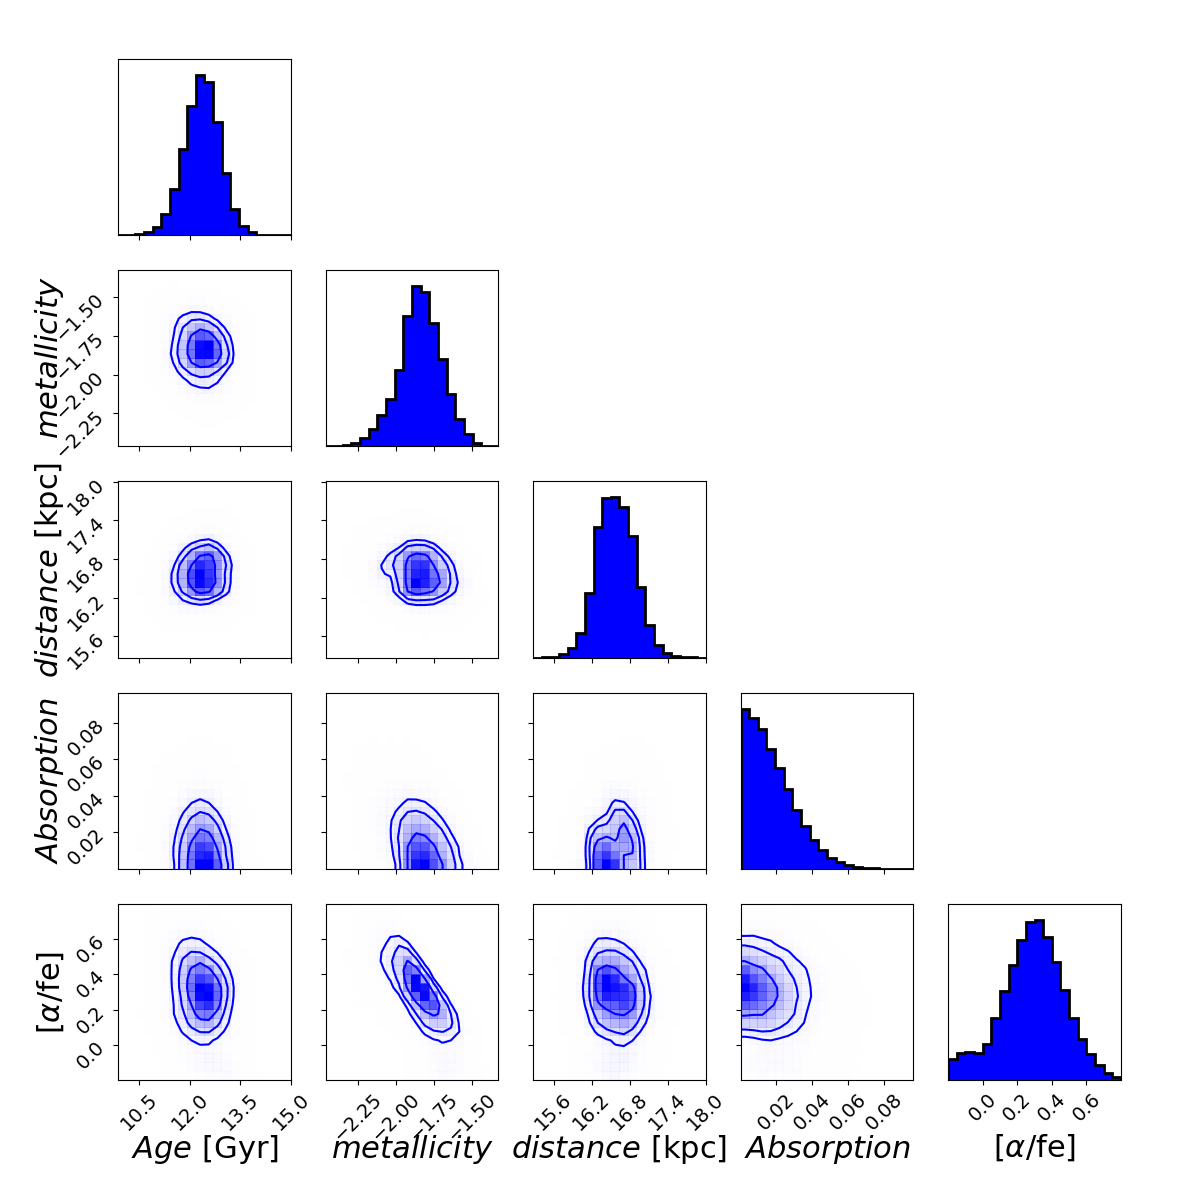 metallicity
−1.50
−1.75
−2.00
−2.25
distance [kpc]
18.0
17.4
16.8
16.2
15.6
Absorption
0.08
0.06
0.04
0.02
[α/fe]
0.6
0.4
0.2
0.0
10.5 12.0 13.5 15.0
−2.25 −2.00 −1.75 −1.50
15.6 16.2 16.8 17.4 18.0
0.02 0.04 0.06 0.08
0.0 0.2 0.4 0.6
Age [Gyr]
metallicity
distance [kpc]
Absorption
[α/fe]